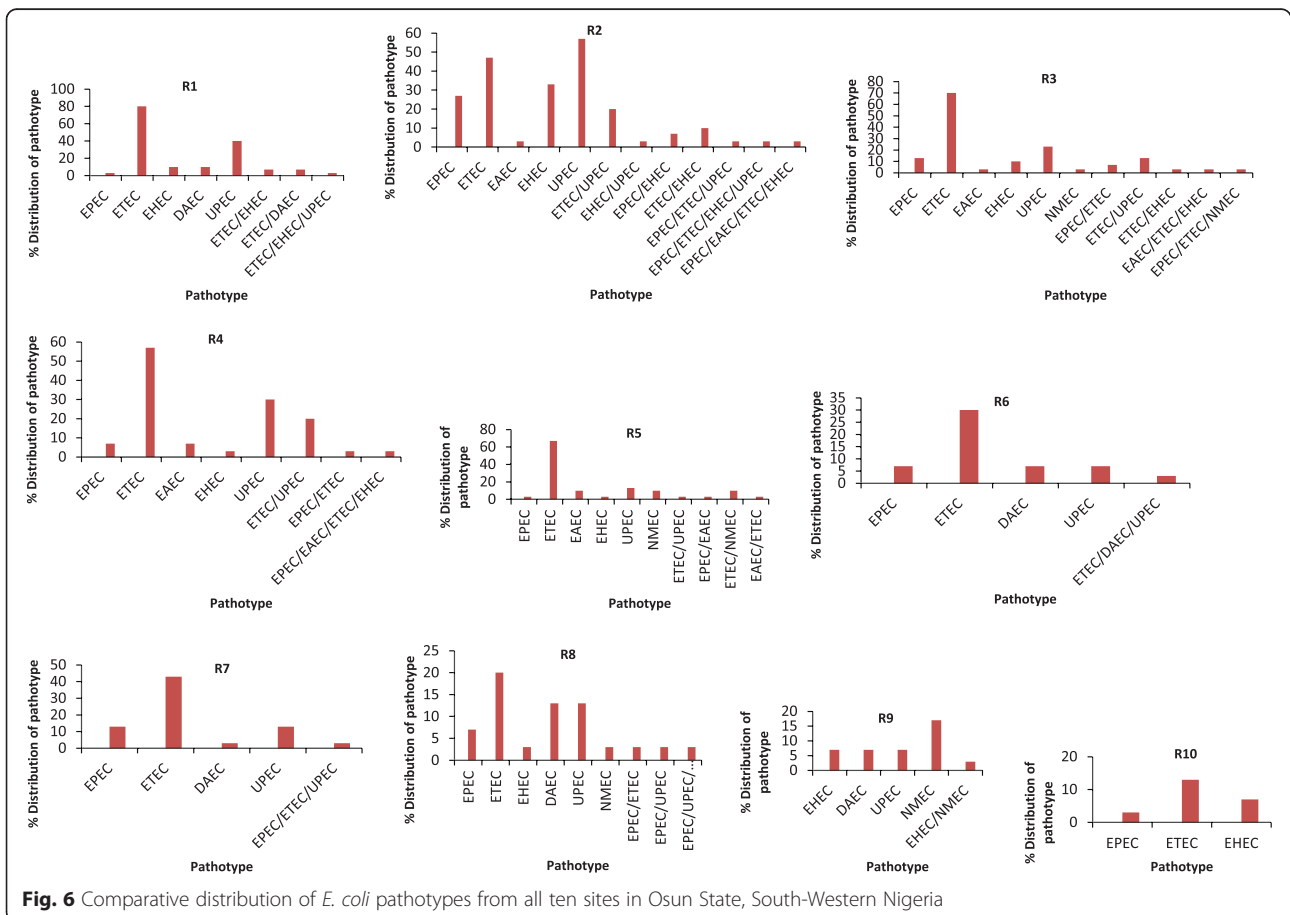 R1
% Distribution of pathotype
100
80
60
40
20
0
EPEC
ETEC
EHEC
DAEC
UPEC
ETEC/EHEC
ETEC/DAEC
ETEC/EHEC/UPEC
Pathotype
R2
% Distribution of pathotype
60
50
40
30
20
10
0
EPEC
ETEC
EAEC
EHEC
UPEC
ETEC/UPEC
EHEC/UPEC
EPEC/EHEC
ETEC/EHEC
EPEC/ETEC/UPEC
EPEC/ETEC/EHEC/UPEC
EPEC/EAEC/ETEC/EHEC
Pathotype
R3
% Distribution of pathotype
80
70
60
50
40
30
20
10
0
EPEC
ETEC
EAEC
EHEC
UPEC
NMEC
EPEC/ETEC
ETEC/UPEC
ETEC/EHEC
EAEC/ETEC/EHEC
EPEC/ETEC/NMEC
Pathotype
R4
% Distribution of pathotype
60
50
40
30
20
10
0
EPEC
ETEC
EAEC
EHEC
UPEC
ETEC/UPEC
EPEC/ETEC
EPEC/EAEC/ETEC/EHEC
Pathotype
R5
% Distribution of
pathotype
80
60
40
20
0
EPEC
ETEC
EAEC
EHEC
UPEC
NMEC
ETEC/UPEC
EPEC/EAEC
ETEC/NMEC
EAEC/ETEC
Pathotype
R6
% Distribution of pathotype
35
30
25
20
15
10
5
0
EPEC
ETEC
DAEC
UPEC
ETEC/DAEC/UPEC
Pathotype
R7
% Distribution of pathotype
50
40
30
20
10
0
EPEC
ETEC
DAEC
UPEC
EPEC/ETEC/UPEC
Pathotype
R8
% Distribution of pathotype
25
20
15
10
5
0
EPEC
ETEC
EHEC
DAEC
UPEC
NMEC
EPEC/ETEC
EPEC/UPEC
EPEC/UPEC/...
Pathotype
R9
% Distribution of
pathotype
20
15
10
5
0
EHEC
DAEC
UPEC
NMEC
EHEC/NMEC
Pathotype
R10
% Distribution of
pathotype
20
10
0
EPEC
ETEC
EHEC
Pathotype
Fig. 6 Comparative distribution of E. coli pathotypes from all ten sites in Osun State, South-Western Nigeria